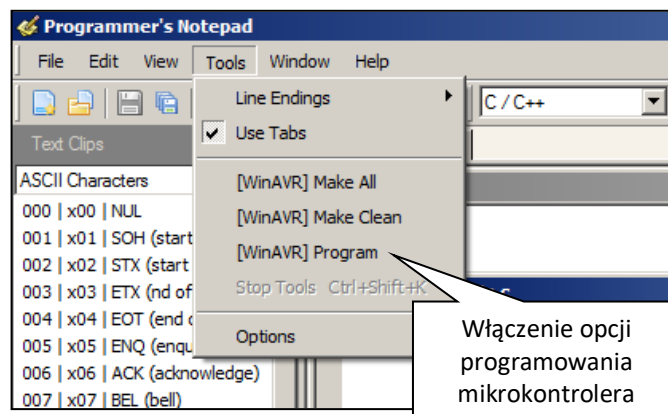 Programmer's Notepad
File Edit View Tools Window Help
C / C++
Line Endings
Use Tabs
[WinAVR] Make All
[WinAVR] Make Clean
[WinAVR] Program
Stop Tools Ctrl+Shift+K
Options
Text Clips
ASCII Characters
000 | x00 | NUL
001 | x01 | SOH (start
002 | x02 | STX (start
003 | x03 | ETX (nd of
004 | x04 | EOT (end
005 | x05 | ENQ (enqu
006 | x06 | ACK (acknowledge)
007 | x07 | BEL (bell)
Włączenie opcji
programowania
mikrokontrolera